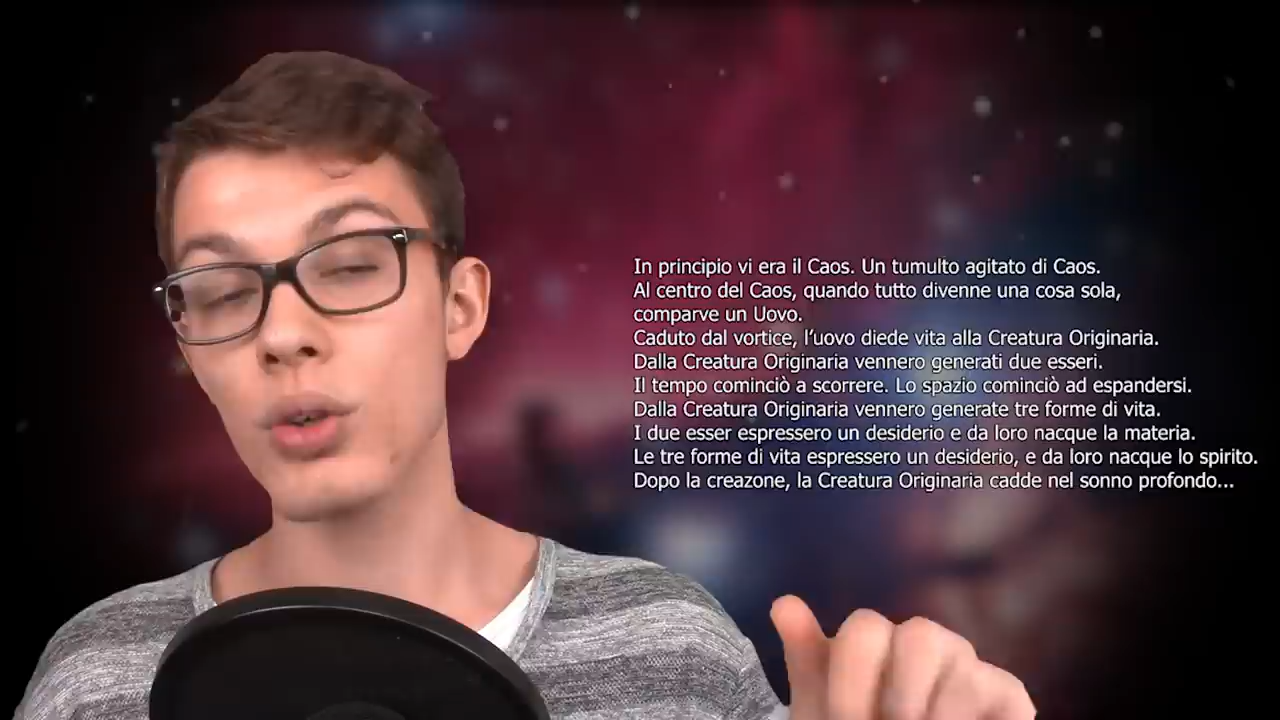 In principio vi era il Caos. Un tumulto agitato di Caos.
Al centro del Caos, quando tutto divenne una cosa sola,
comparve un Uovo.
Caduto dal vortice, l'uovo diede vita alla Creatura Originaria.
Dalla Creatura Originaria vennero generati due esseri.
Il tempo cominciò a scorrere. Lo spazio cominciò ad espandersi.
Dalla Creatura Originaria vennero generate tre forme di vita.
I due esser espressero un desiderio e da loro nacque la materia.
Le tre forme di vita espressero un desiderio, e da loro nacque lo spirito.
Dopo la creazone, la Creatura Originaria cadde nel sonno profondo...